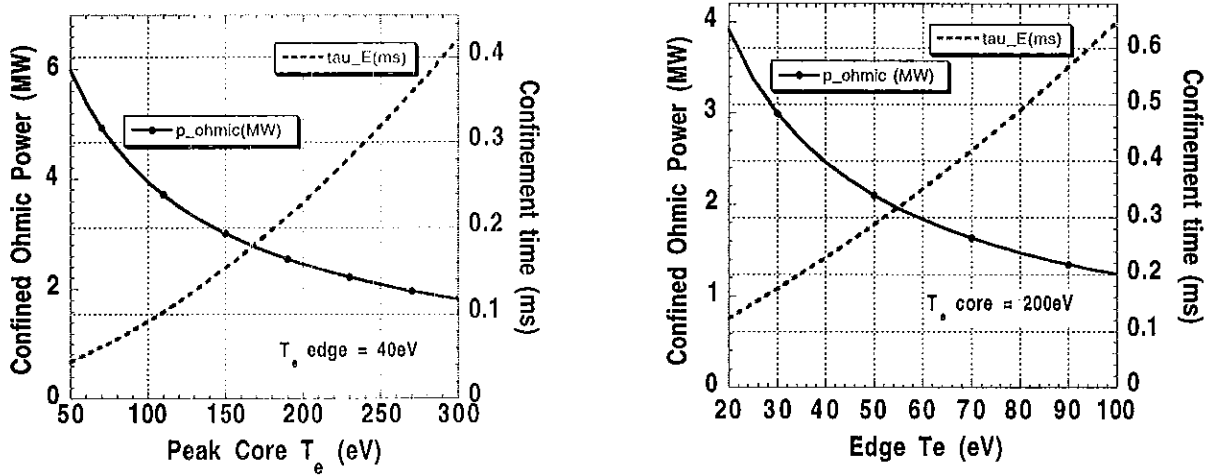 Confined Ohmic Power (MW)
6
4
2
0
tau_E(ms)
p_ohmic(MW)
T_e edge = 40eV
0.4
0.3
0.2
0.1
0
Confinement time (ms)
50 100 150 200 250 300
Peak Core T_e (eV)
Confined Ohmic Power (MW)
4
3
2
1
0
tau_E(ms)
p_ohmic (MW)
T_e core = 200eV
0.6
0.5
0.4
0.3
0.2
0.1
0
Confinement time (ms)
20 30 40 50 60 70 80 90 100
Edge Te (eV)